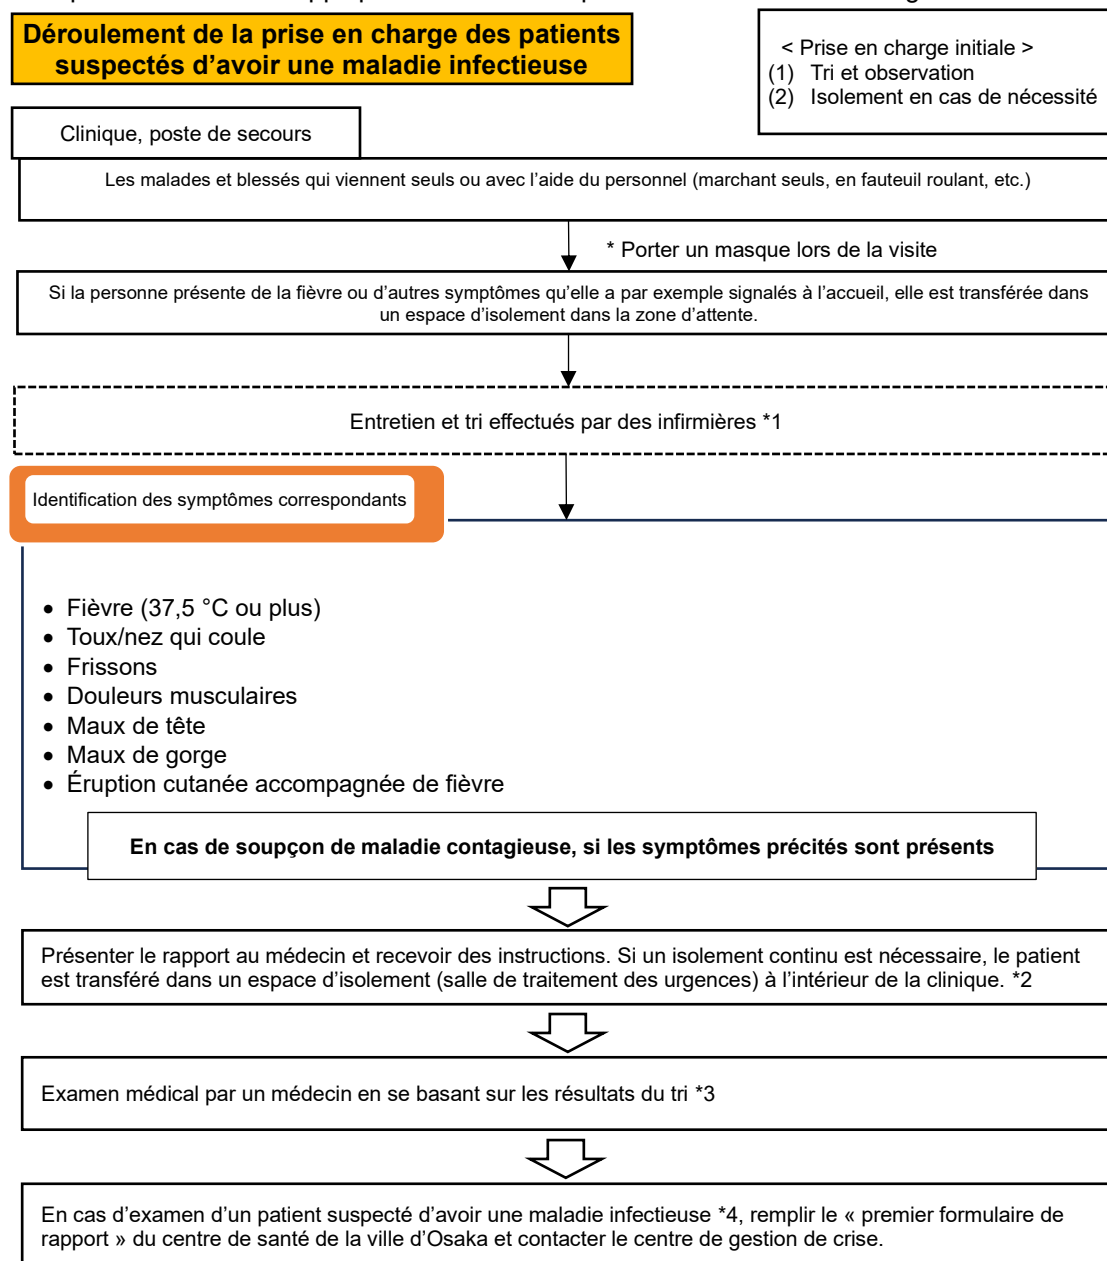 Déroulement de la prise en charge des patients
suspectés d’avoir une maladie infectieuse
< Prise en charge initiale >
(1) Tri et observation
(2) Isolement en cas de nécessité
Clinique, poste de secours
Les malades et blessés qui viennent seuls ou avec l’aide du personnel (marchant seuls, en fauteuil roulant, etc.)
* Porter un masque lors de la visite
Si la personne présente de la fièvre ou d’autres symptômes qu’elle a par exemple signalés à l’accueil, elle est transférée dans
un espace d’isolement dans la zone d’attente.
Entretien et tri effectués par des infirmières *1
Identification des symptômes correspondants
• Fièvre (37,5 °C ou plus)
• Toux/nez qui coule
• Frissons
• Douleurs musculaires
• Maux de tête
• Maux de gorge
• Éruption cutanée accompagnée de fièvre
En cas de soupçon de maladie contagieuse, si les symptômes précités sont présents
Présenter le rapport au médecin et recevoir des instructions. Si un isolement continu est nécessaire, le patient
est transféré dans un espace d’isolement (salle de traitement des urgences) à l’intérieur de la clinique. *2
Examen médical par un médecin en se basant sur les résultats du tri *3
En cas d’examen d’un patient suspecté d’avoir une maladie infectieuse *4, remplir le « premier formulaire de
rapport » du centre de santé de la ville d’Osaka et contacter le centre de gestion de crise.